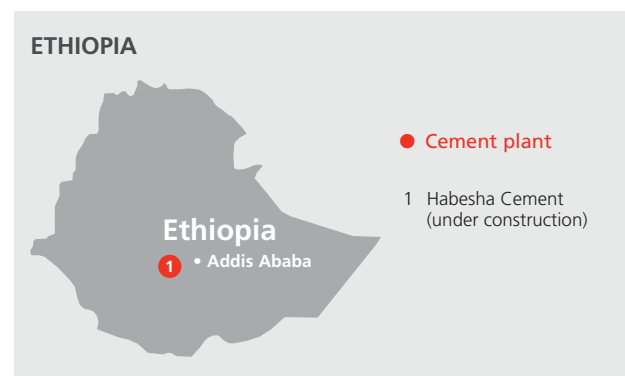 ETHIOPIA
Ethiopia
1 • Addis Ababa
● Cement plant
1 Habesha Cement
(under construction)